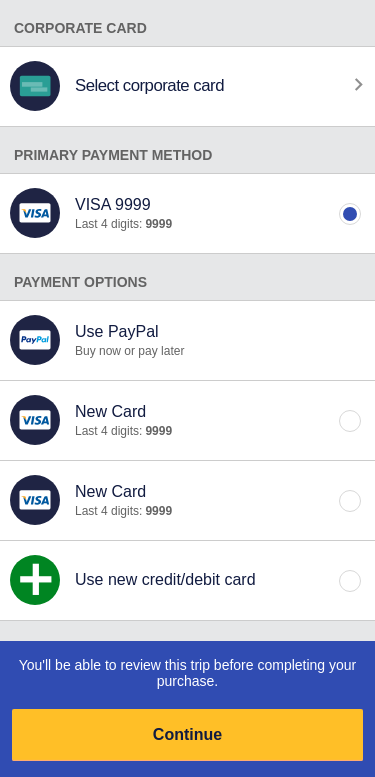 CORPORATE CARD
Select corporate card
PRIMARY PAYMENT METHOD
VISA
VISA 9999
Last 4 digits: 9999
PAYMENT OPTIONS
PayPal
Use PayPal
Buy now or pay later
VISA
New Card
Last 4 digits: 9999
VISA
New Card
Last 4 digits: 9999
Use new credit/debit card
You'll be able to review this trip before completing your
purchase.
Continue